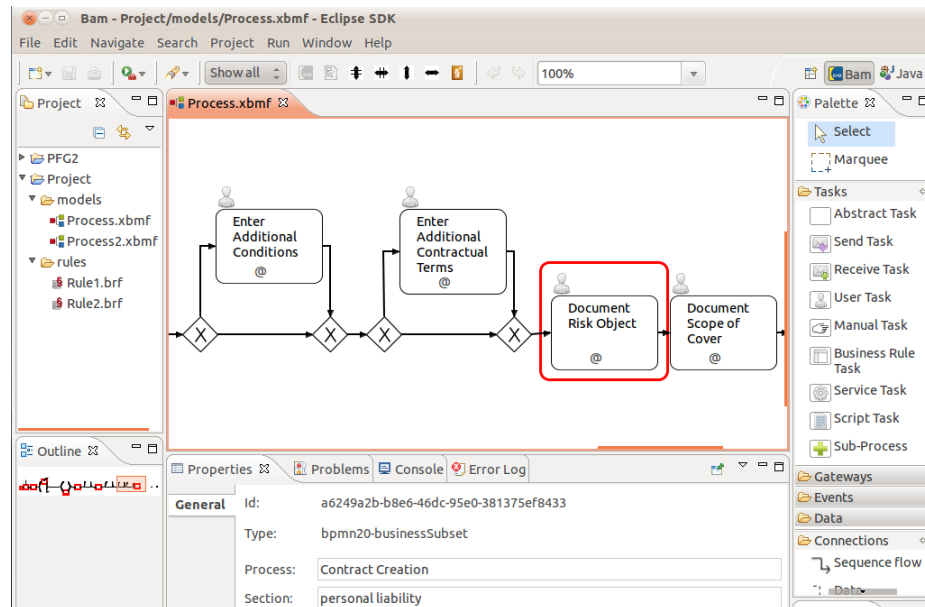 Bam - Project/models/Process.xbmf - Eclipse SDK
File Edit Navigate Search Project Run Window Help
Show all
100%
Bam
Java
Project
PFG2
Project
models
Process.xbmf
Process2.xbmf
rules
Rule1.brf
Rule2.brf
Outline
Process.xbmf
Enter
Additional
Conditions
@
Enter
Additional
Contractual
Terms
@
Document
Risk Object
@
Document
Scope of
Cover
@
X
X
X
X
Properties
Problems
Console
Error Log
General
Id: a6249a2b-b8e6-46dc-95e0-381375ef8433
Type: bpmn20-businessSubset
Process: Contract Creation
Section: personal liability
Palette
Select
Marquee
Tasks
Abstract Task
Send Task
Receive Task
User Task
Manual Task
Business Rule
Task
Service Task
Script Task
Sub-Process
Gateways
Events
Data
Connections
Sequence flow
Data